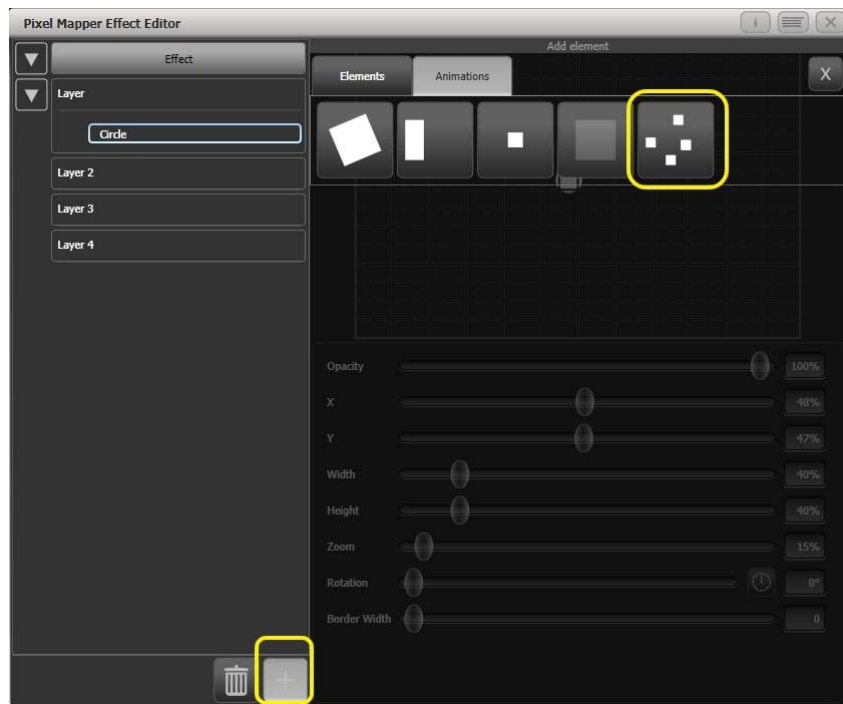 Pixel Mapper Effect Editor
i
Effect
Add element
Elements
Animations
X
Layer
Circle
Layer 2
Layer 3
Layer 4
Opacity 100%
X 48%
Y 47%
Width 40%
Height 40%
Zoom 15%
Rotation 0°
Border Width 0